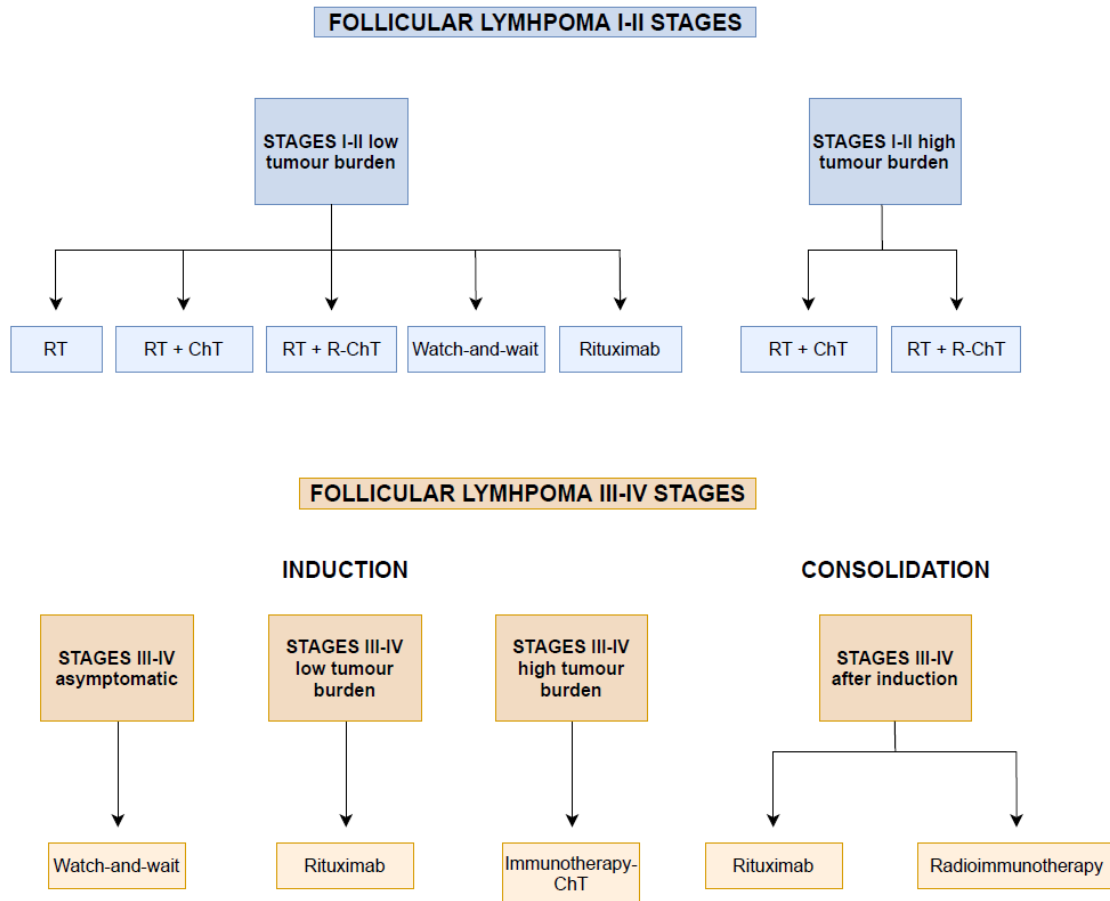 FOLLICULAR LYMHPOMA I-II STAGES
STAGES I-II low
tumour burden
STAGES I-II high
tumour burden
RT
RT + ChT
RT + R-ChT
Watch-and-wait
Rituximab
RT + ChT
RT + R-ChT
FOLLICULAR LYMHPOMA III-IV STAGES
INDUCTION
CONSOLIDATION
STAGES III-IV
asymptomatic
STAGES III-IV
low tumour
burden
STAGES III-IV
high tumour
burden
STAGES III-IV
after induction
Watch-and-wait
Rituximab
Immunotherapy-
ChT
Rituximab
Radioimmunotherapy